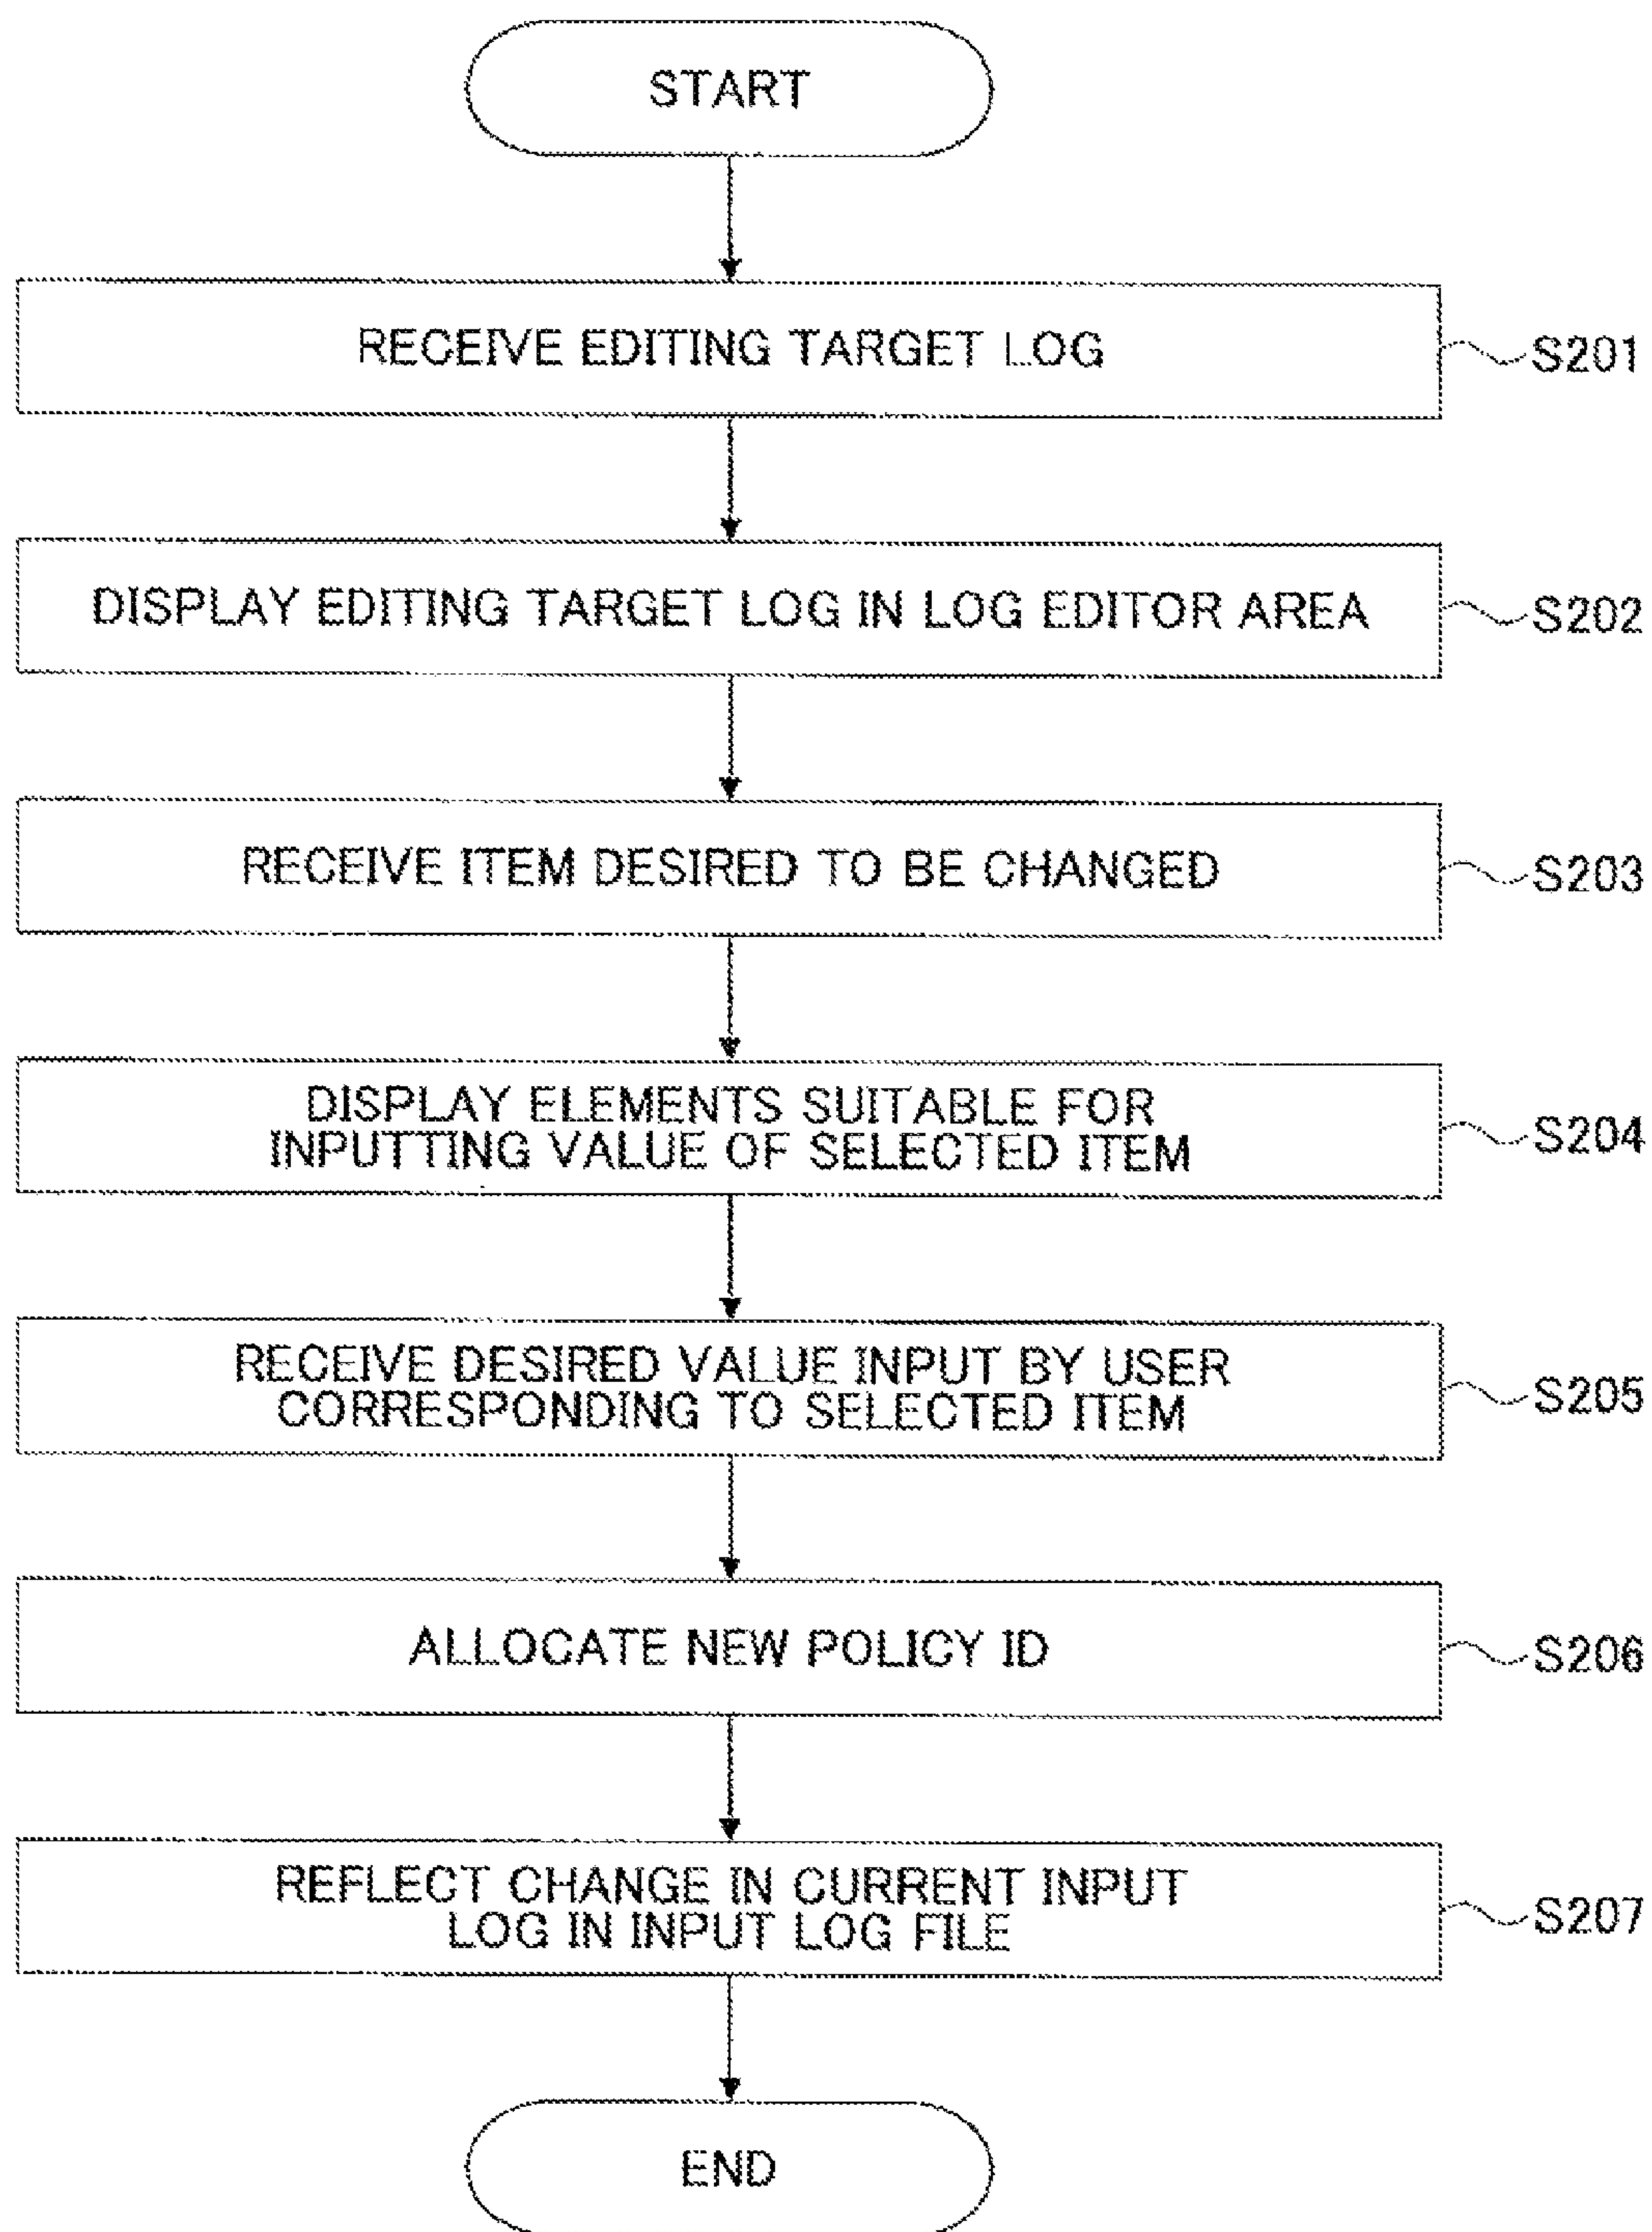 START
RECEIVE EDITING TARGET LOG
S201
DISPLAY EDITING TARGET LOG IN LOG EDITOR AREA
S202
RECEIVE ITEM DESIRED TO BE CHANGED
S203
DISPLAY ELEMENTS SUITABLE FOR
INPUTTING VALUE OF SELECTED ITEM
S204
RECEIVE DESIRED VALUE INPUT BY USER
CORRESPONDING TO SELECTED ITEM
S205
ALLOCATE NEW POLICY ID
S206
REFLECT CHANGE IN CURRENT INPUT
LOG IN INPUT LOG FILE
S207
END